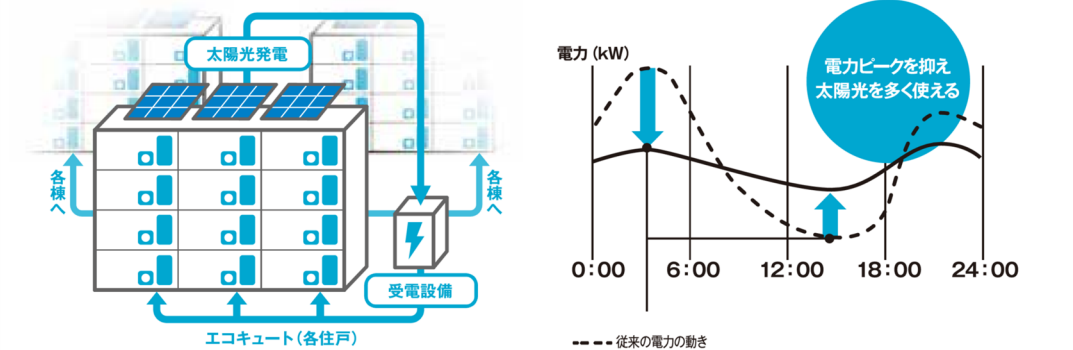 太陽光発電
各棟へ
各棟へ
受電設備
エコキュート（各住戸）
電力（kW）
電力ピークを抑え
太陽光を多く使える
0:00 6:00 12:00 18:00 24:00
従来の電力の動き